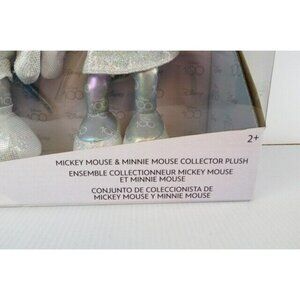 2+
MICKEY MOUSE & MINNIE MOUSE COLLECTOR PLUSH
ENSEMBLE COLLECTIONNEUR MICKEY MOUSE
ET MINNIE MOUSE
CONJUNTO DE COLECCIONISTA DE
MICKEY MOUSE Y MINNIE MOUSE